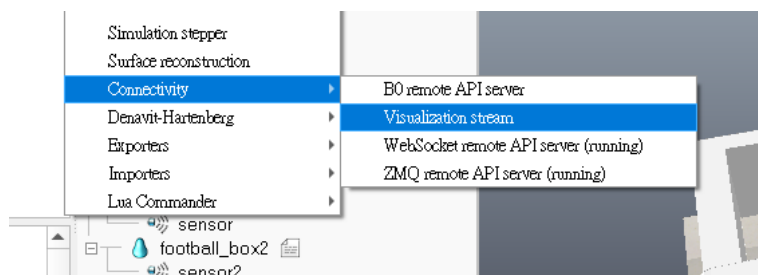 Simulation stepper
Surface reconstruction
Connectivity
Denavit-Hartenberg
Exporters
Importers
Lua Commander
B0 remote API server
Visualization stream
WebSocket remote API server (running)
ZMQ remote API server (running)
sensor
football_box2
sensor2